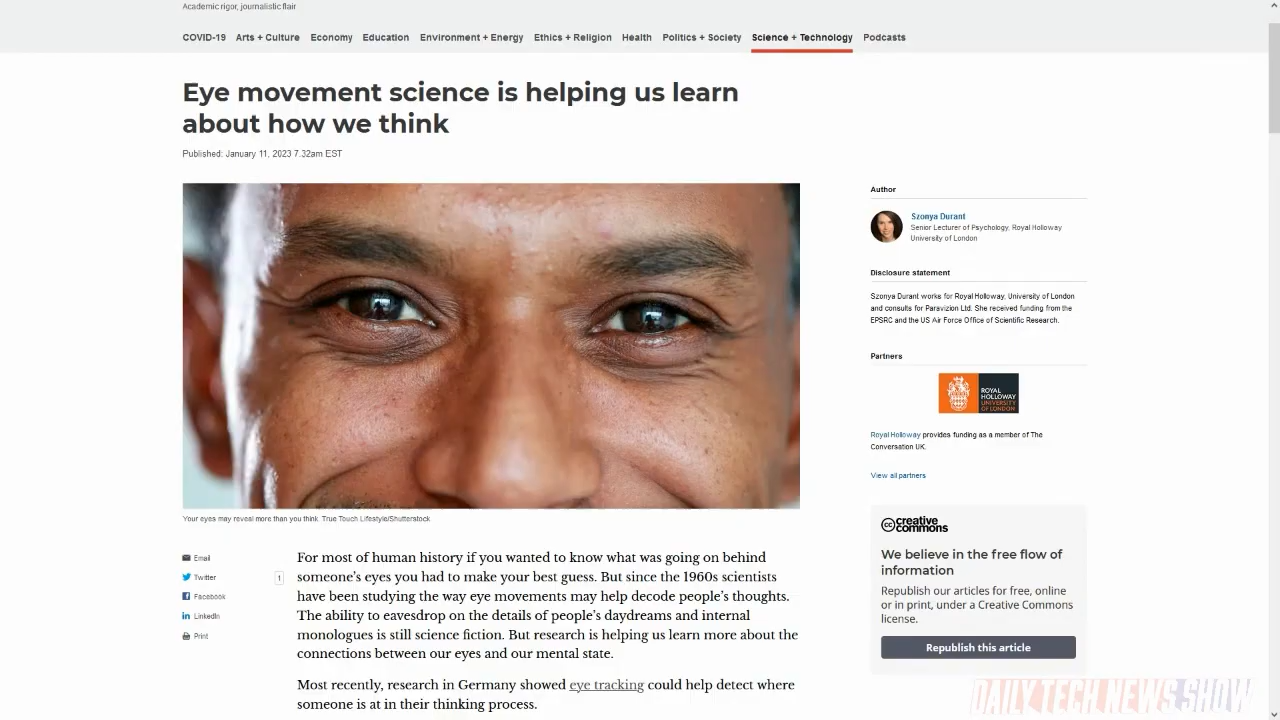 Academic rigor, journalistic flair
COVID-19 Arts + Culture Economy Education Environment + Energy Ethics + Religion Health Politics + Society Science + Technology Podcasts
Eye movement science is helping us learn
about how we think
Published: January 11, 2023 7.32am EST
Your eyes may reveal more than you think. True Touch Lifestyle/Shutterstock
Email
Twitter
1
Facebook
LinkedIn
Print
For most of human history if you wanted to know what was going on behind
someone's eyes you had to make your best guess. But since the 1960s scientists
have been studying the way eye movements may help decode people's thoughts.
The ability to eavesdrop on the details of people's daydreams and internal
monologues is still science fiction. But research is helping us learn more about the
connections between our eyes and our mental state.
Most recently, research in Germany showed eye tracking could help detect where
someone is at in their thinking process.
Author
Szonya Durant
Senior Lecturer of Psychology, Royal Holloway
University of London
Disclosure statement
Szonya Durant works for Royal Holloway, University of London
and consults for Paravizion Ltd. She received funding from the
EPSRC and the US Air Force Office of Scientific Research.
Partners
ROYAL
HOLLOWAY
UNIVERSITY
OF LONDON
Royal Holloway provides funding as a member of The
Conversation UK.
View all partners
cc creative
commons
We believe in the free flow of
information
Republish our articles for free, online
or in print, under a Creative Commons
license.
Republish this article
DAILY TECH NEWS SHOW